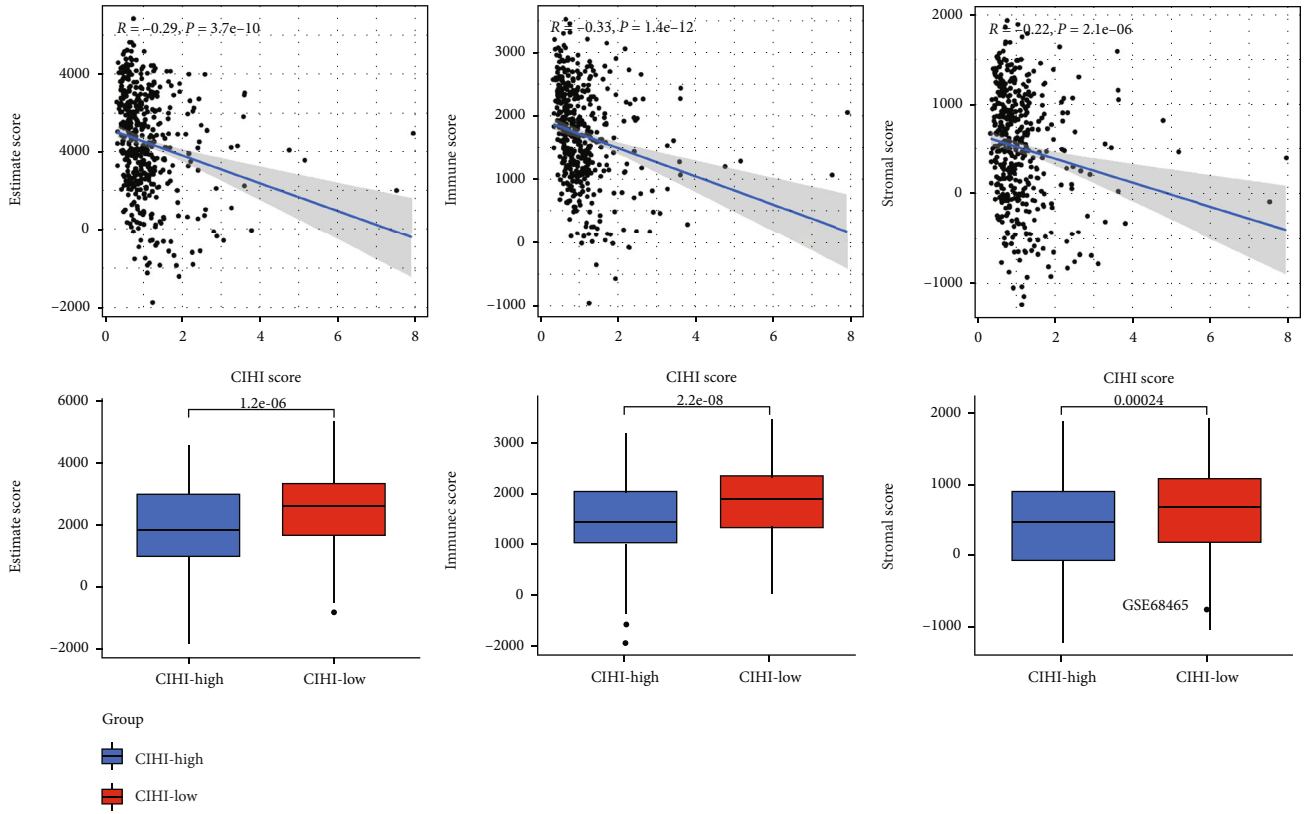 R = –0.29, P = 3.7e–10
Estimate score
4000
4000
0
–2000
0 2 4 6 8
CIHI score
R = –0.33, P = 1.4e–12
Immune score
3000
2000
1000
0
–1000
0 2 4 6 8
CIHI score
R = –0.22, P = 2.1e–06
Stromal score
2000
1000
0
–1000
0 2 4 6 8
CIHI score
1.2e-06
Estimate score
6000
4000
2000
0
–2000
CIHI-high CIHI-low
2.2e-08
Immunec score
3000
2000
1000
0
–2000
CIHI-high CIHI-low
0.00024
Stromal score
2000
1000
0
–1000
GSE68465
CIHI-high CIHI-low
Group
CIHI-high
CIHI-low